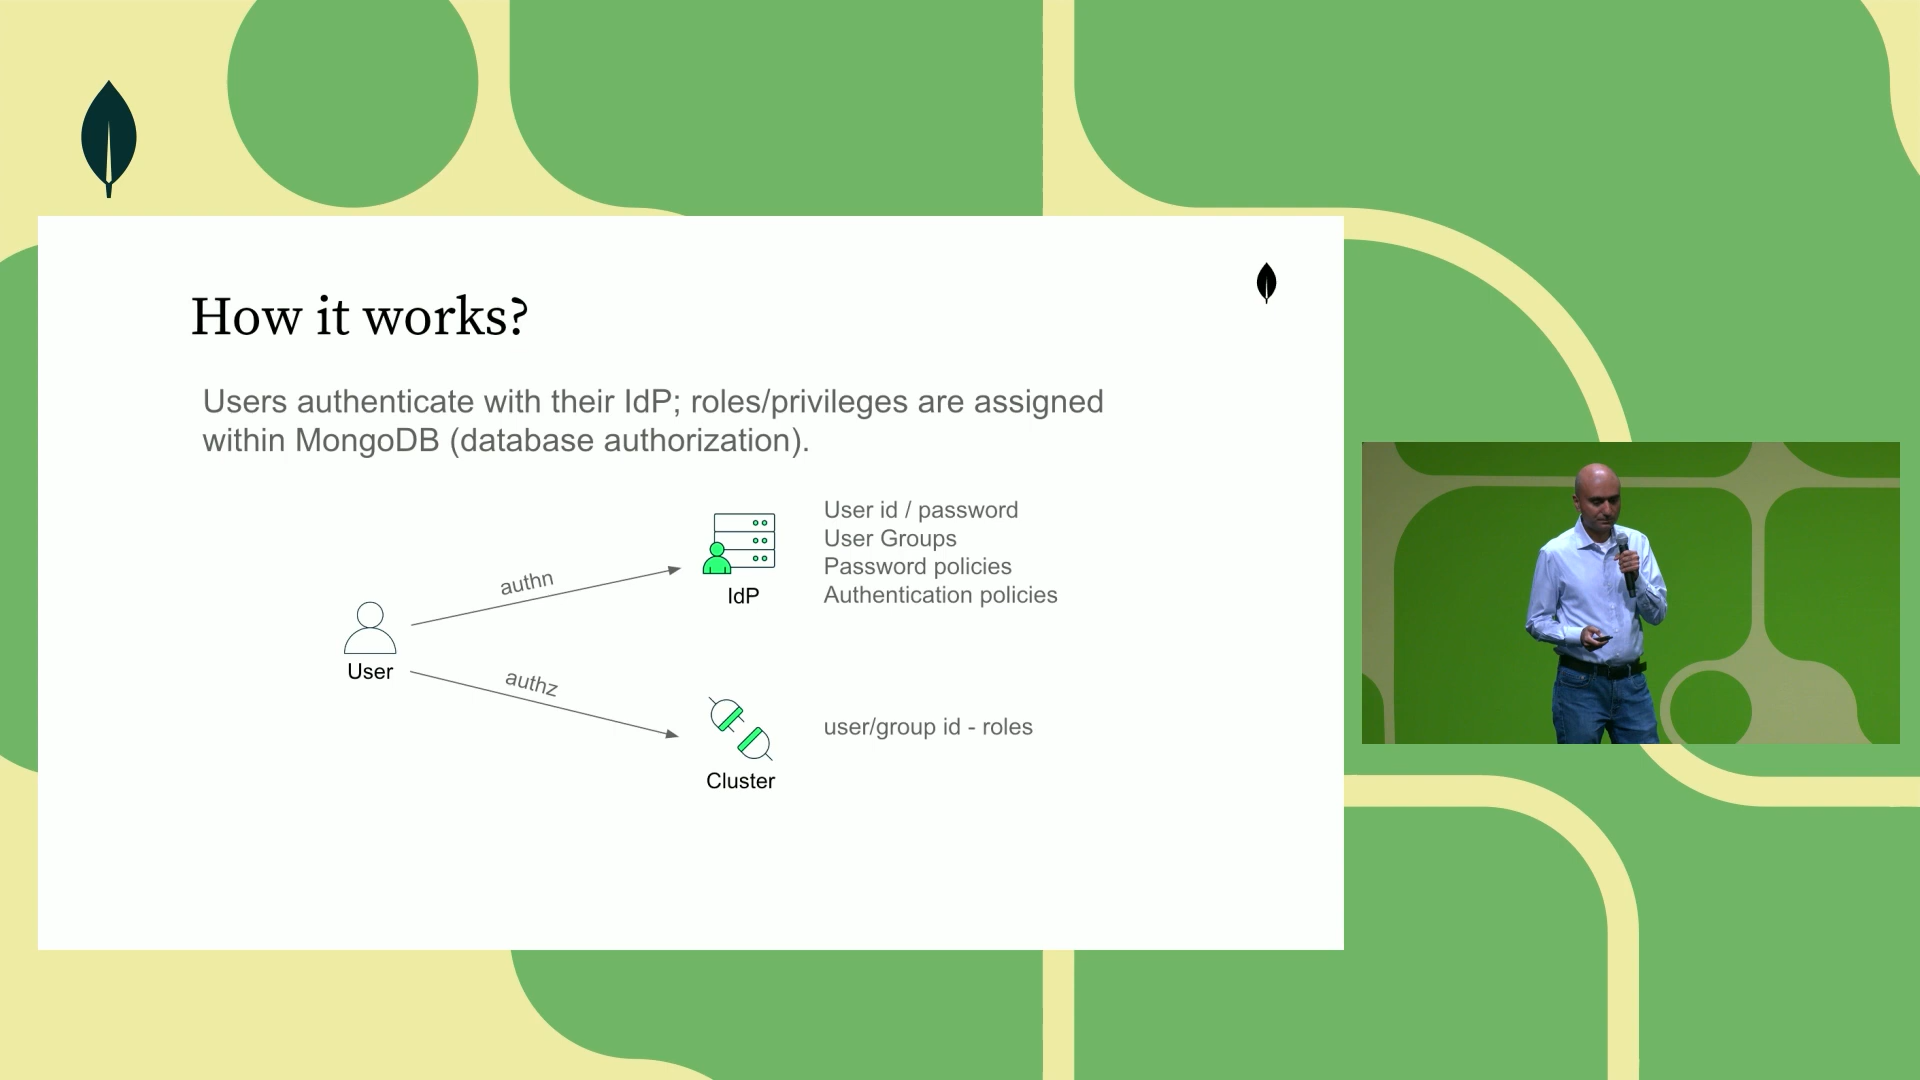 How it works?
Users authenticate with their IdP; roles/privileges are assigned
within MongoDB (database authorization).
User id / password
User Groups
Password policies
Authentication policies
authn
IdP
User
authz
user/group id - roles
Cluster